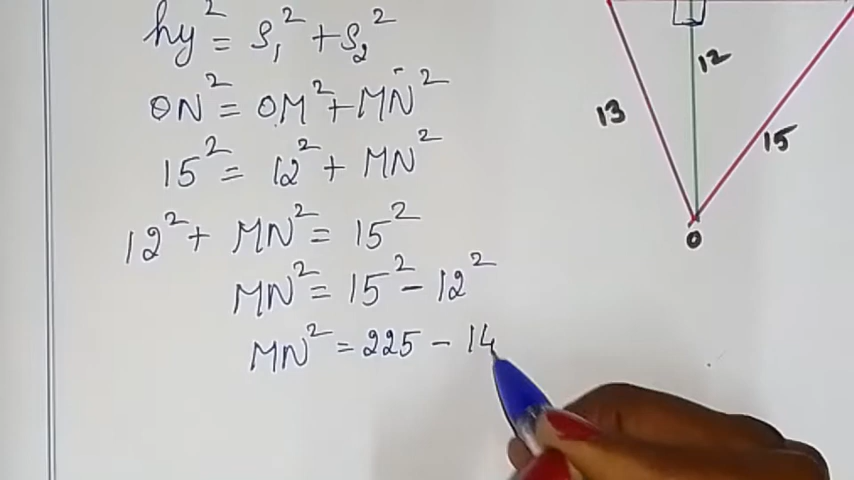 hy² = S₁² + S₂²
ON² = OM² + MN²
15² = 12² + MN²
12² + MN² = 15²
MN² = 15² - 12²
MN² = 225 - 14
12
13
15
O